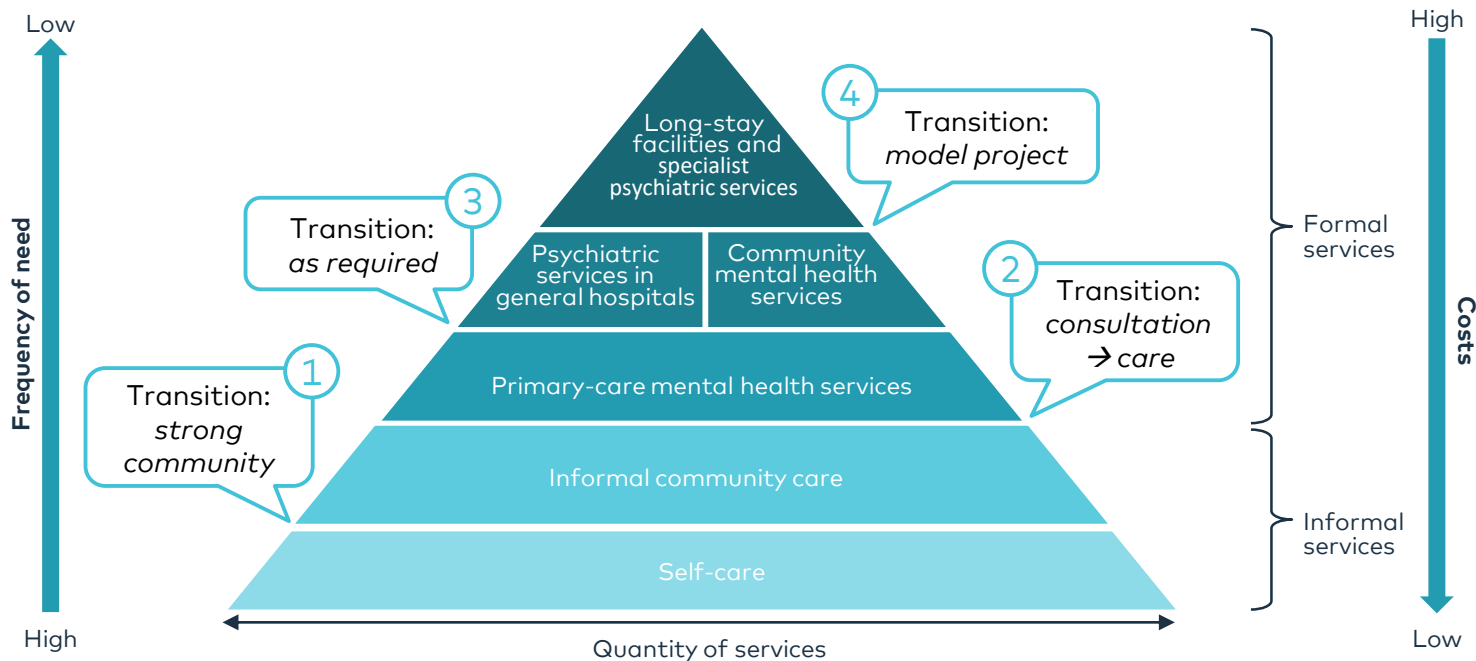 Low
High
Frequency of need
High
Low
Costs
Long-stay
facilities and
specialist
psychiatric services
4
Transition:
model project
3
Transition:
as required
Psychiatric
services in
general hospitals
Community
mental health
services
Formal
services
2
Transition:
consultation
→ care
1
Transition:
strong
community
Primary-care mental health services
Informal community care
Informal
services
Self-care
Quantity of services